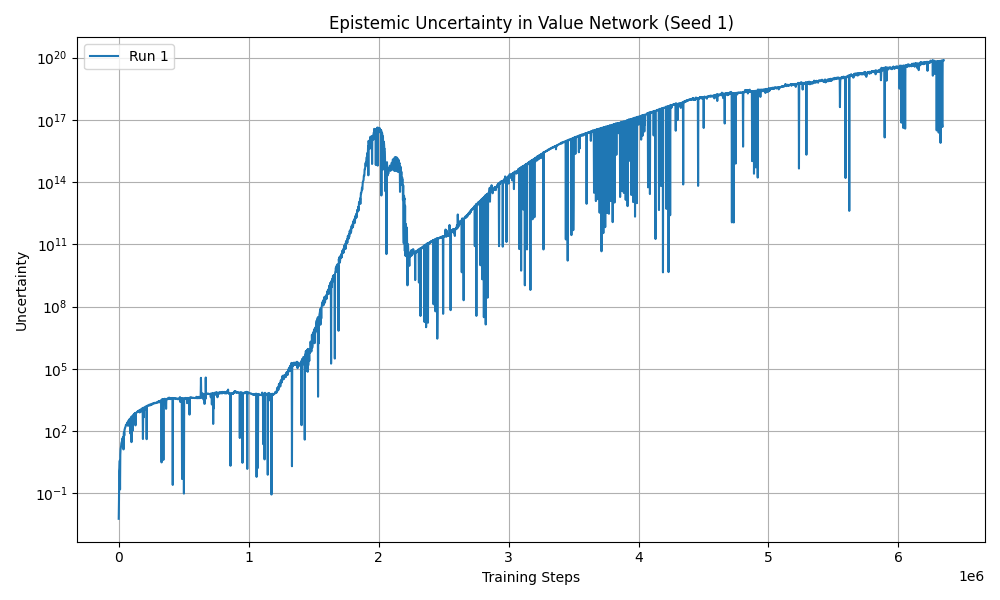 Epistemic Uncertainty in Value Network (Seed 1)
Run 1
10^20
10^17
10^14
10^11
10^8
10^5
10^2
10^−1
Uncertainty
0 1 2 3 4 5 6
1e6
Training Steps